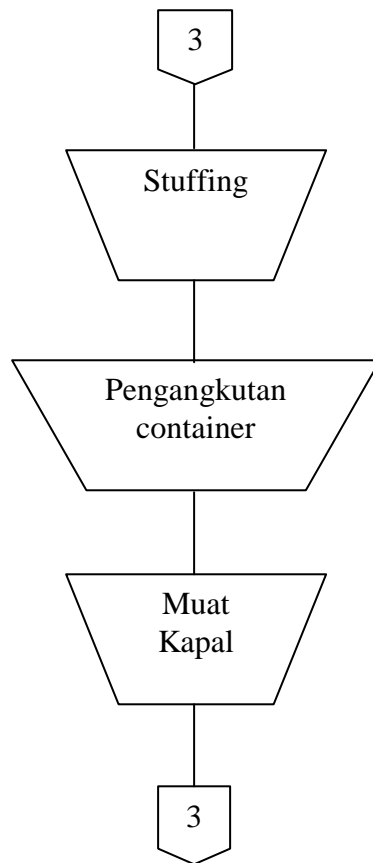 3
Stuffing
Pengangkutan
container
Muat
Kapal
3